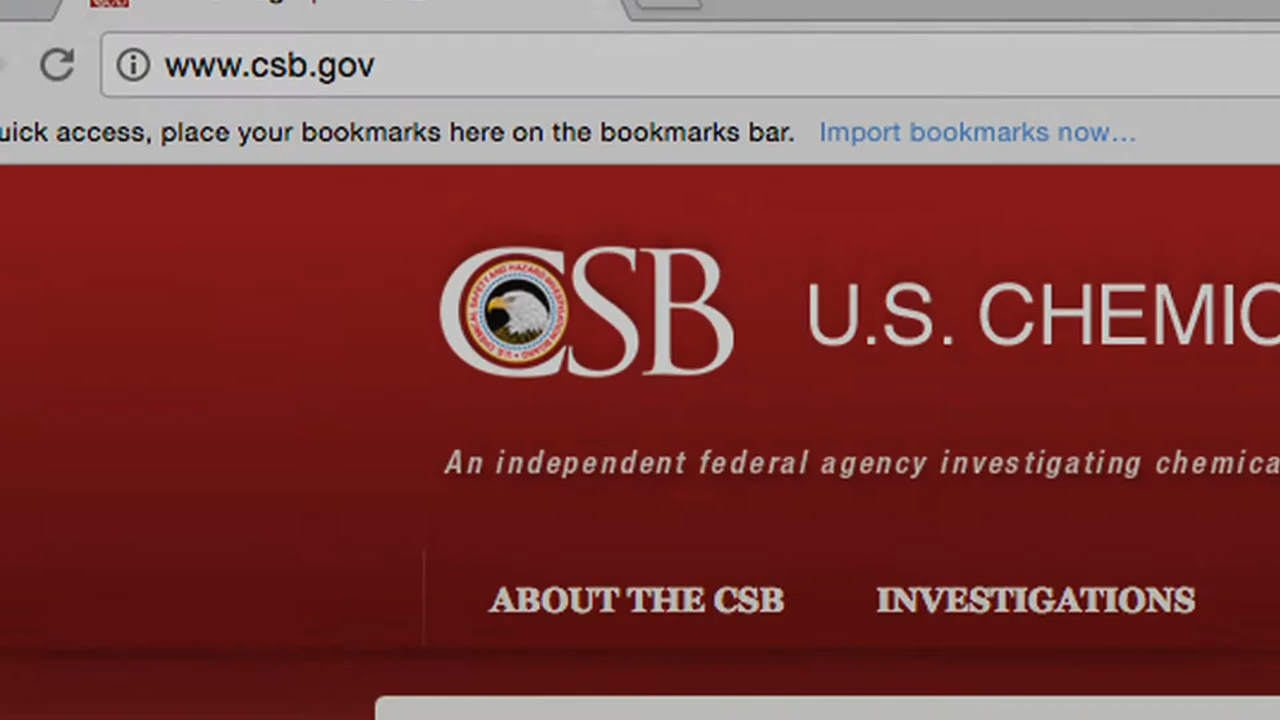 www.csb.gov
uick access, place your bookmarks here on the bookmarks bar. Import bookmarks now...
CSB U.S. CHEMIC
An independent federal agency investigating chemica
ABOUT THE CSB INVESTIGATIONS